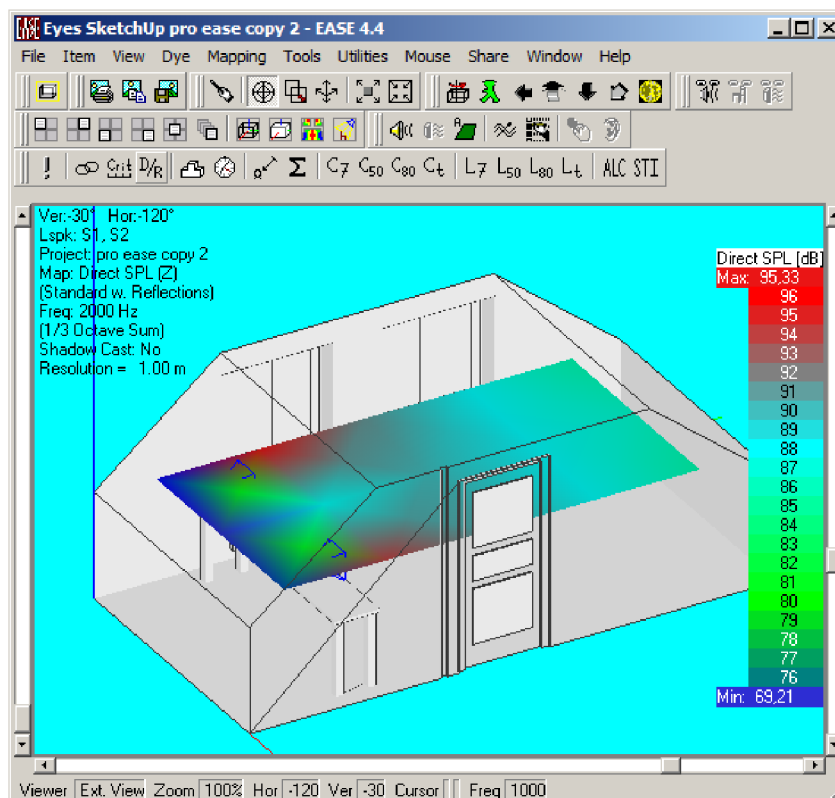 Eyes SketchUp pro ease copy 2 - EASE 4.4
File Item View Dye Mapping Tools Utilities Mouse Share Window Help
! Crit D/R Σ C7 C50 C80 Ct L7 L50 L80 Lt ALC STI
Ver:-30° Hor:-120°
Lspk: S1, S2
Project: pro ease copy 2
Map: Direct SPL (Z)
(Standard w. Reflections)
Freq: 2000 Hz
(1/3 Octave Sum)
Shadow Cast: No
Resolution = 1.00 m
Direct SPL [dB]
Max: 95,33
96
95
94
93
92
91
90
89
88
87
86
85
84
83
82
81
80
79
78
77
76
Min: 69,21
Viewer Ext. View Zoom 100% Hor -120 Ver -30 Cursor Freq 1000